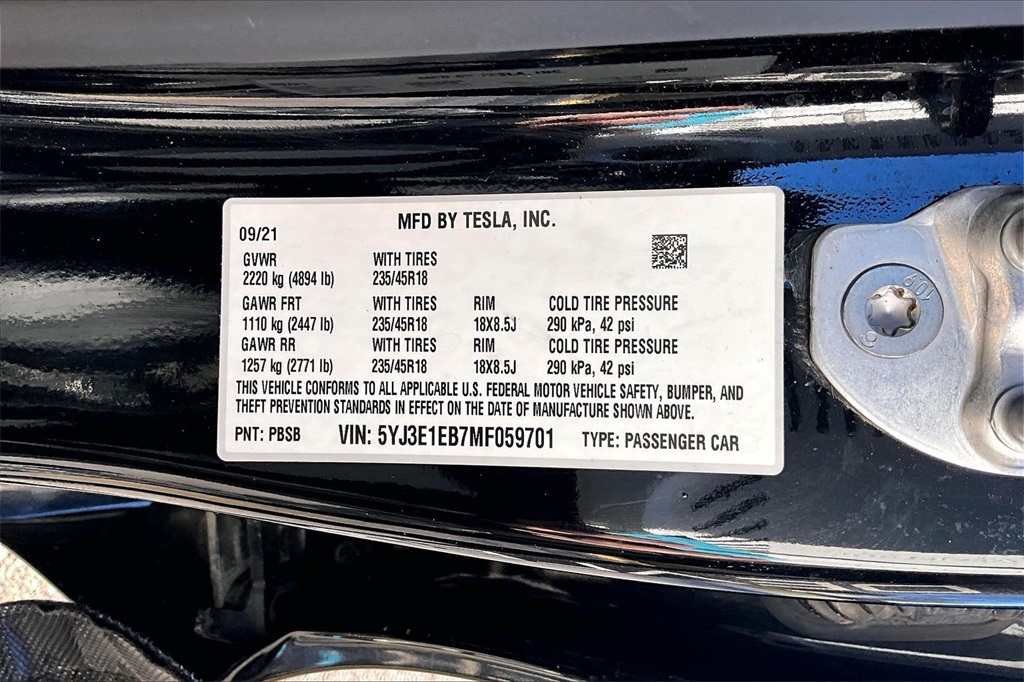 MFD BY TESLA, INC.
09/21
GVWR WITH TIRES
2220 kg (4894 lb) 235/45R18
GAWR FRT WITH TIRES RIM COLD TIRE PRESSURE
1110 kg (2447 lb) 235/45R18 18X8.5J 290 kPa, 42 psi
GAWR RR WITH TIRES RIM COLD TIRE PRESSURE
1257 kg (2771 lb) 235/45R18 18X8.5J 290 kPa, 42 psi
THIS VEHICLE CONFORMS TO ALL APPLICABLE U.S. FEDERAL MOTOR VEHICLE SAFETY, BUMPER, AND
THEFT PREVENTION STANDARDS IN EFFECT ON THE DATE OF MANUFACTURE SHOWN ABOVE.
PNT: PBSB VIN: 5YJ3E1EB7MF059701 TYPE: PASSENGER CAR
10.9